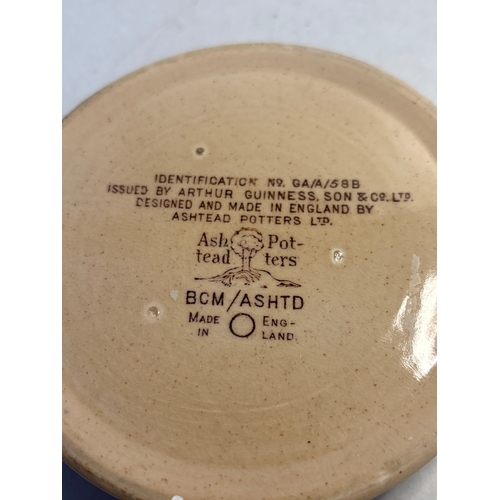 IDENTIFICATION NO. GA/A/58B
ISSUED BY ARTHUR GUINNESS, SON & CO. LTD.
DESIGNED AND MADE IN ENGLAND BY
ASHTEAD POTTERS LTD.
Ash Pot-
tead ters
BCM/ASHTD
MADE ENG-
IN LAND.